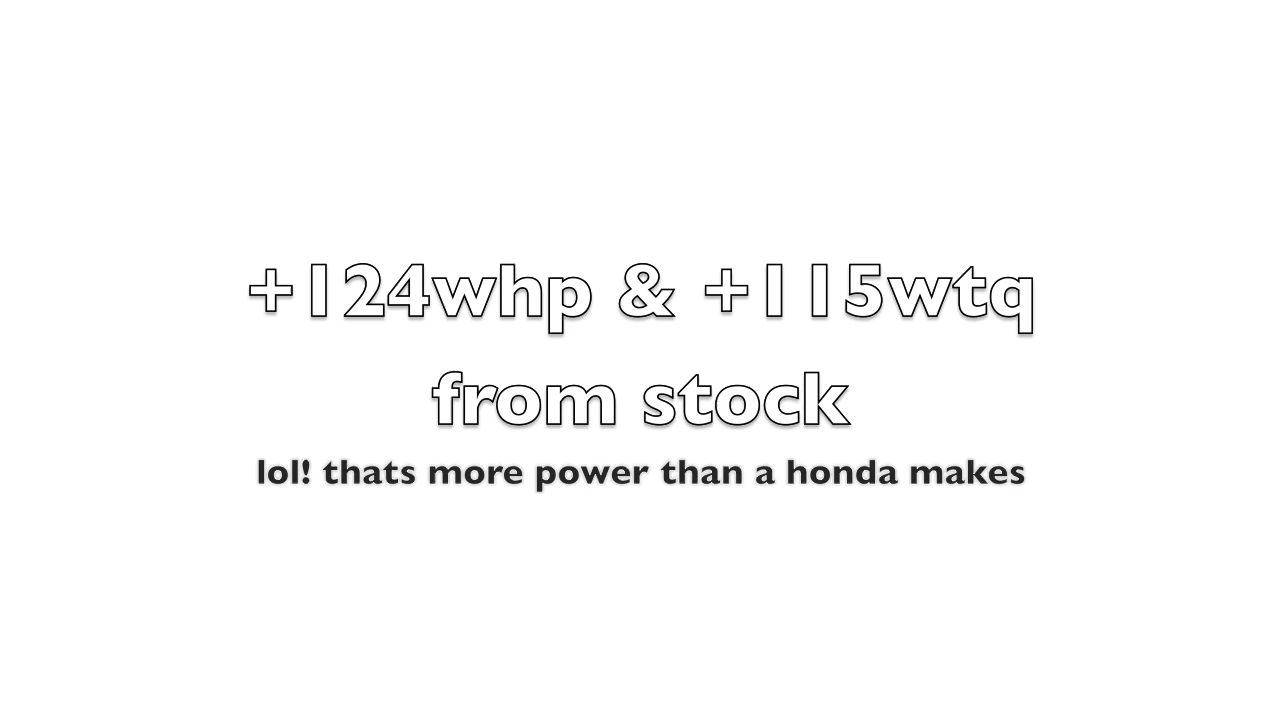 +124whp & +115wtq
from stock
lol! thats more power than a honda makes